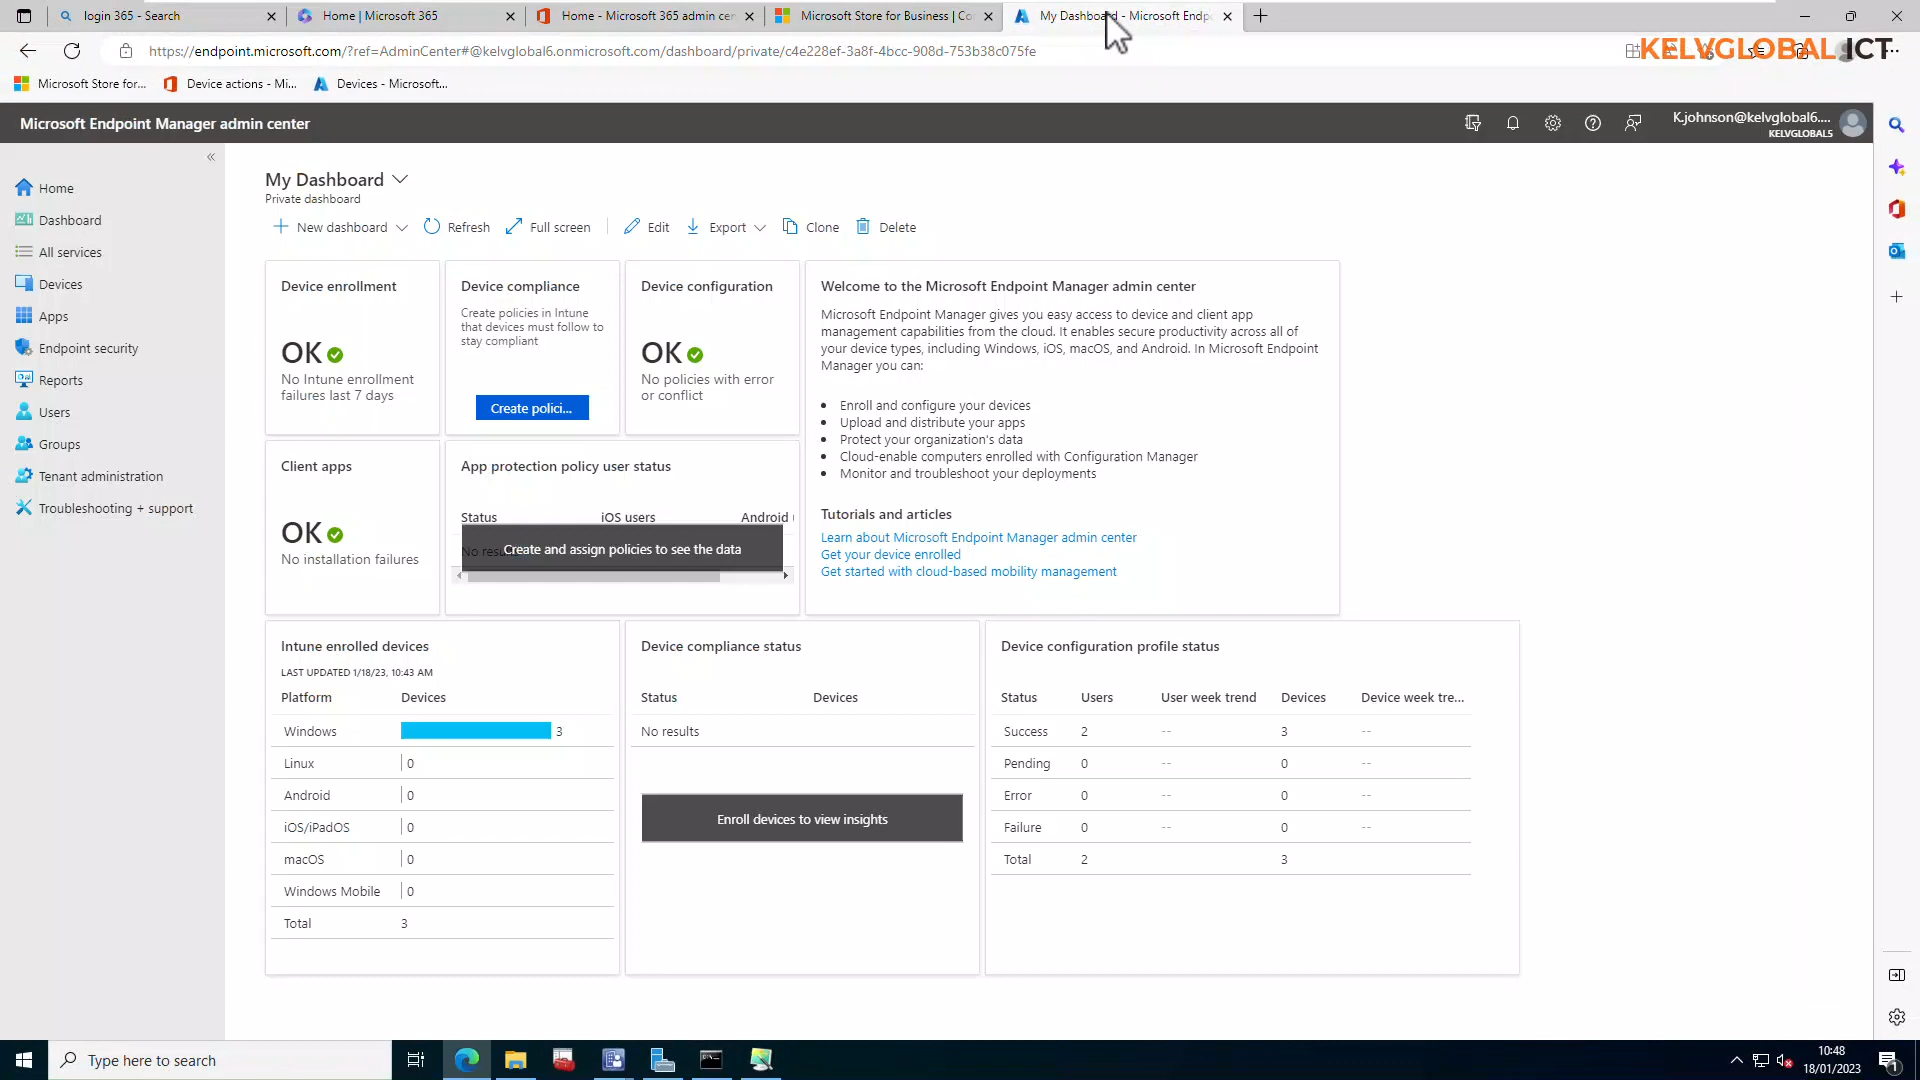 login 365 - Search
Home | Microsoft 365
Home - Microsoft 365 admin cen
Microsoft Store for Business | Co
My Dashboard - Microsoft Endp
https://endpoint.microsoft.com/?ref=AdminCenter#@kelvglobal6.onmicrosoft.com/dashboard/private/c4e228ef-3a8f-4bcc-908d-753b38c075fe
KELVGLOBAL ICT
Microsoft Store for...
Device actions - Mi...
Devices - Microsoft...
Microsoft Endpoint Manager admin center
K.johnson@kelvglobal6....
KELVGLOBAL5
Home
Dashboard
All services
Devices
Apps
Endpoint security
Reports
Users
Groups
Tenant administration
Troubleshooting + support
My Dashboard
Private dashboard
New dashboard
Refresh
Full screen
Edit
Export
Clone
Delete
Device enrollment
OK
No Intune enrollment
failures last 7 days
Device compliance
Create policies in Intune
that devices must follow to
stay compliant
Create polici...
Device configuration
OK
No policies with error
or conflict
Welcome to the Microsoft Endpoint Manager admin center
Microsoft Endpoint Manager gives you easy access to device and client app
management capabilities from the cloud. It enables secure productivity across all of
your device types, including Windows, iOS, macOS, and Android. In Microsoft Endpoint
Manager you can:
Enroll and configure your devices
Upload and distribute your apps
Protect your organization's data
Cloud-enable computers enrolled with Configuration Manager
Monitor and troubleshoot your deployments
Tutorials and articles
Learn about Microsoft Endpoint Manager admin center
Get your device enrolled
Get started with cloud-based mobility management
Client apps
OK
No installation failures
App protection policy user status
Status iOS users Android
No
Create and assign policies to see the data
Intune enrolled devices
LAST UPDATED 1/18/23, 10:43 AM
Platform Devices
Windows 3
Linux 0
Android 0
iOS/iPadOS 0
macOS 0
Windows Mobile 0
Total 3
Device compliance status
Status Devices
No results
Enroll devices to view insights
Device configuration profile status
Status Users User week trend Devices Device week tre...
Success 2 -- 3 --
Pending 0 -- 0 --
Error 0 -- 0 --
Failure 0 -- 0 --
Total 2 3
Type here to search
10:48
18/01/2023
1